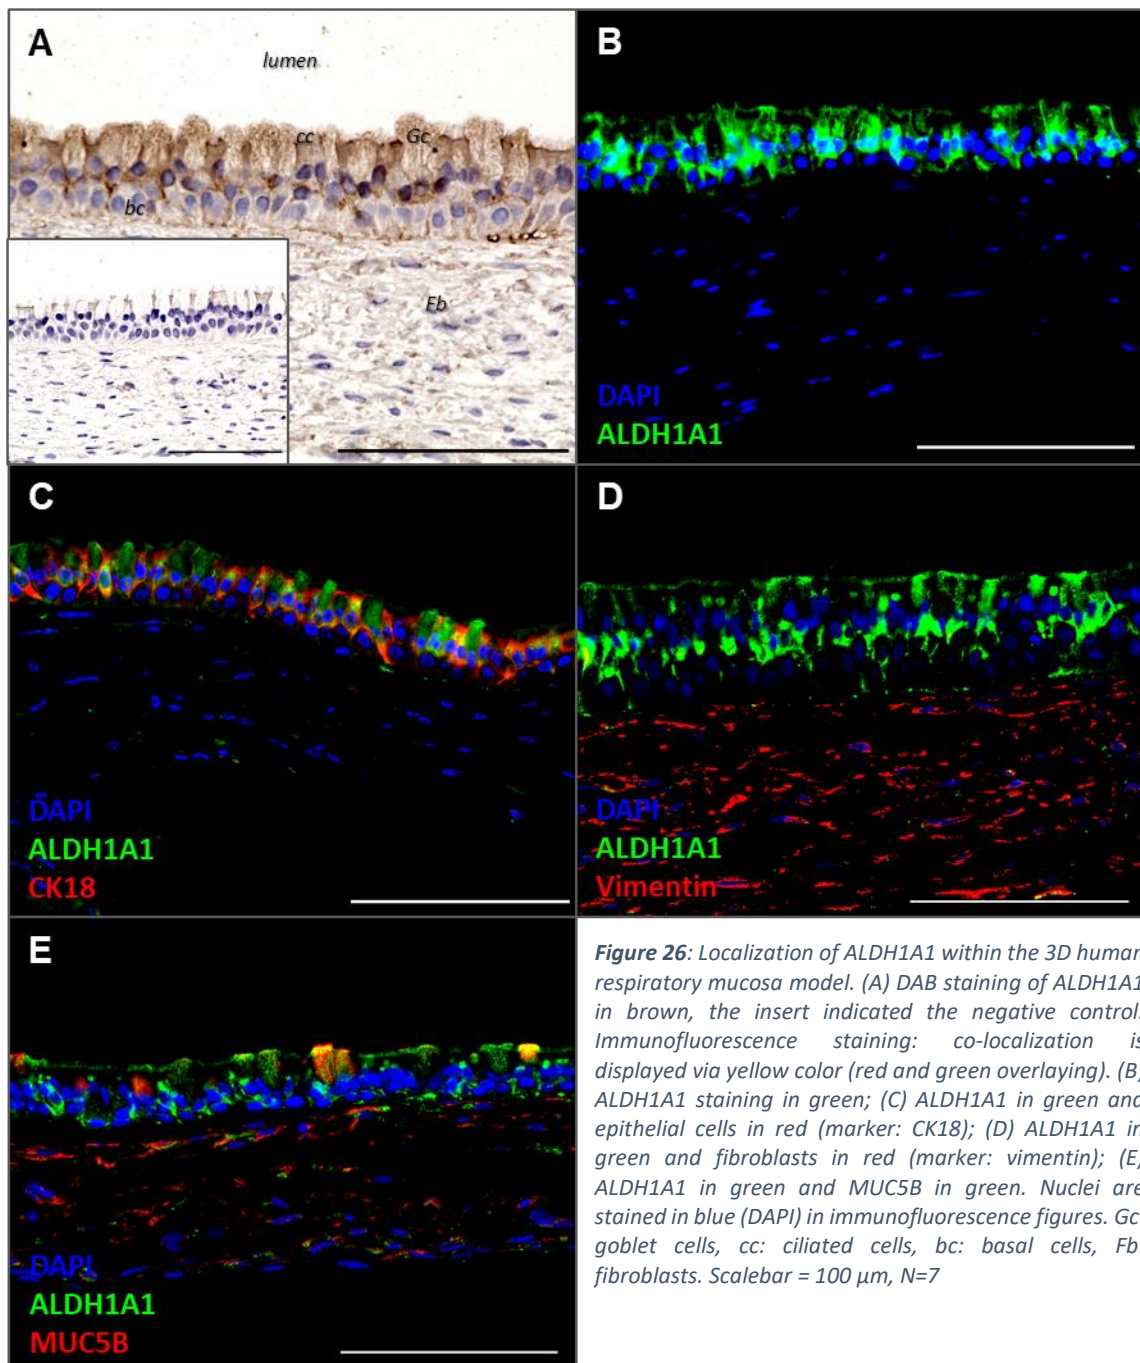 A
lumen
cc
Gc
bc
Fb
B
DAPI
ALDH1A1
C
DAPI
ALDH1A1
CK18
D
DAPI
ALDH1A1
Vimentin
E
DAPI
ALDH1A1
MUC5B
Figure 26: Localization of ALDH1A1 within the 3D human
respiratory mucosa model. (A) DAB staining of ALDH1A1
in brown, the insert indicated the negative control.
Immunofluorescence staining: co-localization is
displayed via yellow color (red and green overlaying). (B)
ALDH1A1 staining in green; (C) ALDH1A1 in green and
epithelial cells in red (marker: CK18); (D) ALDH1A1 in
green and fibroblasts in red (marker: vimentin); (E)
ALDH1A1 in green and MUC5B in green. Nuclei are
stained in blue (DAPI) in immunofluorescence figures. Gc:
goblet cells, cc: ciliated cells, bc: basal cells, Fb:
fibroblasts. Scalebar = 100 µm, N=7